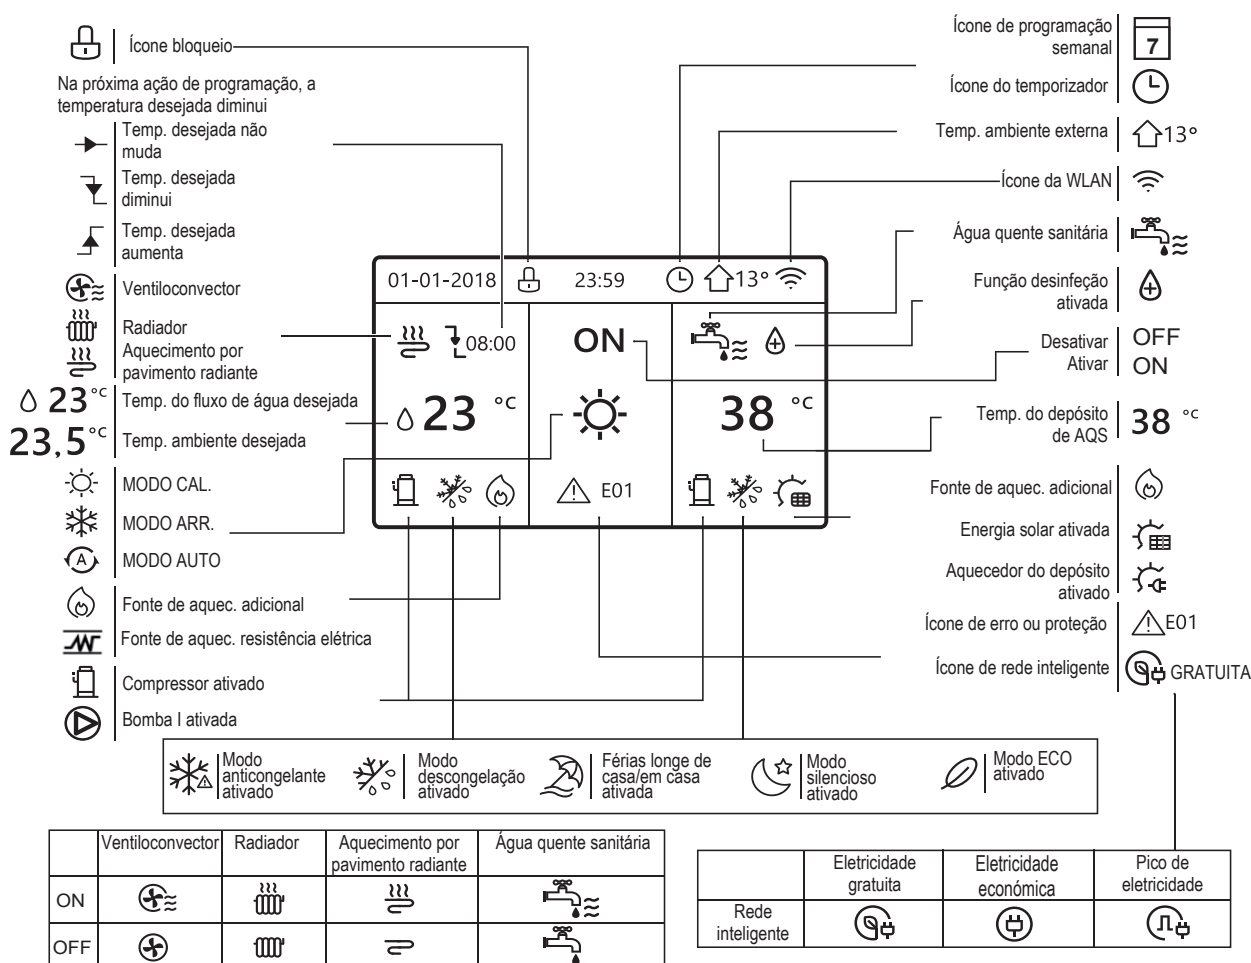 Ícone bloqueio
Na próxima ação de programação, a
temperatura desejada diminui
Temp. desejada não
muda
Temp. desejada
diminui
Temp. desejada
aumenta
Ventiloconvector
Radiador
Aquecimento por
pavimento radiante
23 °C
Temp. do fluxo de água desejada
23,5 °C
Temp. ambiente desejada
MODO CAL.
MODO ARR.
A
MODO AUTO
Fonte de aquec. adicional
Fonte de aquec. resistência elétrica
Compressor ativado
Bomba I ativada
01-01-2018
23:59
13°
08:00
ON
23 °C
38 °C
E01
Ícone de programação
semanal
7
Ícone do temporizador
Temp. ambiente externa
13°
Ícone da WLAN
Água quente sanitária
Função desinfeção
ativada
Desativar
OFF
Ativar
ON
Temp. do depósito
de AQS
38 °C
Fonte de aquec. adicional
Energia solar ativada
Aquecedor do depósito
ativado
Ícone de erro ou proteção
E01
Ícone de rede inteligente
GRATUITA
Modo
anticongelante
ativado
Modo
descongelação
ativado
Férias longe de
casa/em casa
ativada
Modo
silencioso
ativado
Modo ECO
ativado
Ventiloconvector
Radiador
Aquecimento por
pavimento radiante
Água quente sanitária
ON
OFF
Eletricidade
gratuita
Eletricidade
económica
Pico de
eletricidade
Rede
inteligente